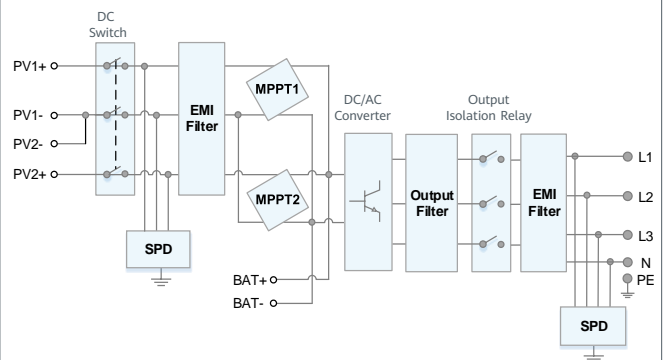 DC
Switch
PV1+
PV1-
PV2-
PV2+
EMI
Filter
SPD
MPPT1
MPPT2
BAT+
BAT-
DC/AC
Converter
Output
Filter
Output
Isolation Relay
EMI
Filter
L1
L2
L3
N
PE
SPD